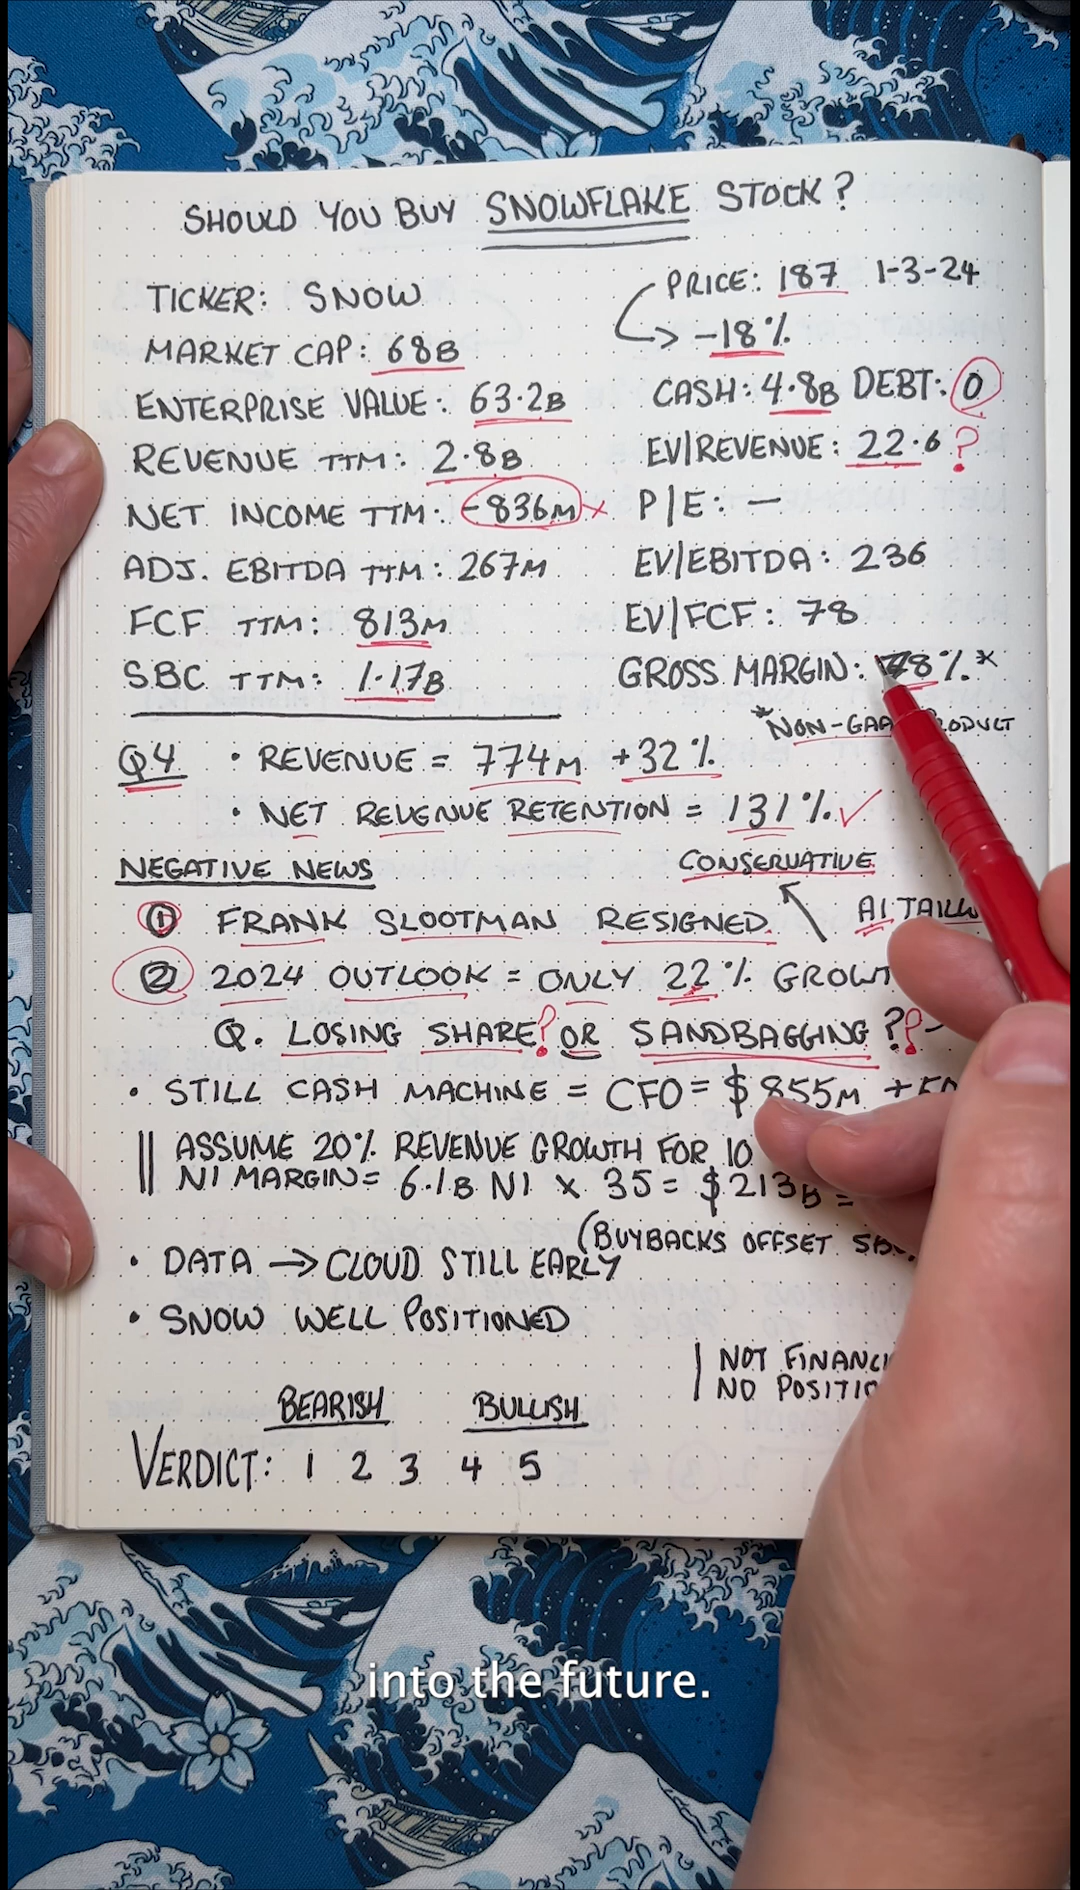 SHOULD YOU BUY SNOWFLAKE STOCK?
TICKER: SNOW
PRICE: 187 1-3-24
MARKET CAP: 68B
-18%
ENTERPRISE VALUE: 63.2B
CASH: 4.8B DEBT: 0
REVENUE TTM: 2.8B
EV/REVENUE: 22.6 ?
NET INCOME TTM: -836M x
P/E: —
ADJ. EBITDA TTM: 267M
EV/EBITDA: 236
FCF TTM: 813M
EV/FCF: 78
SBC TTM: 1.17B
GROSS MARGIN: 78%*
*NON-GAAP PRODUCT
Q4 • REVENUE = 774M +32%
• NET REVENUE RETENTION = 131% ✓
NEGATIVE NEWS
CONSERVATIVE
① FRANK SLOOTMAN RESIGNED
AI
② 2024 OUTLOOK = ONLY 22%
Q. LOSING SHARE? OR SANDBAGGING ??
• STILL CASH MACHINE = CFO = $855M
ASSUME 20% REVENUE GROWTH FOR 10
NI MARGIN = 6.1B NI x 35 = $213B =
(BUYBACKS OFFSET
• DATA → CLOUD STILL EARLY
• SNOW WELL POSITIONED
NOT
NO
BEARISH BULLISH
VERDICT: 1 2 3 4 5
into the future.